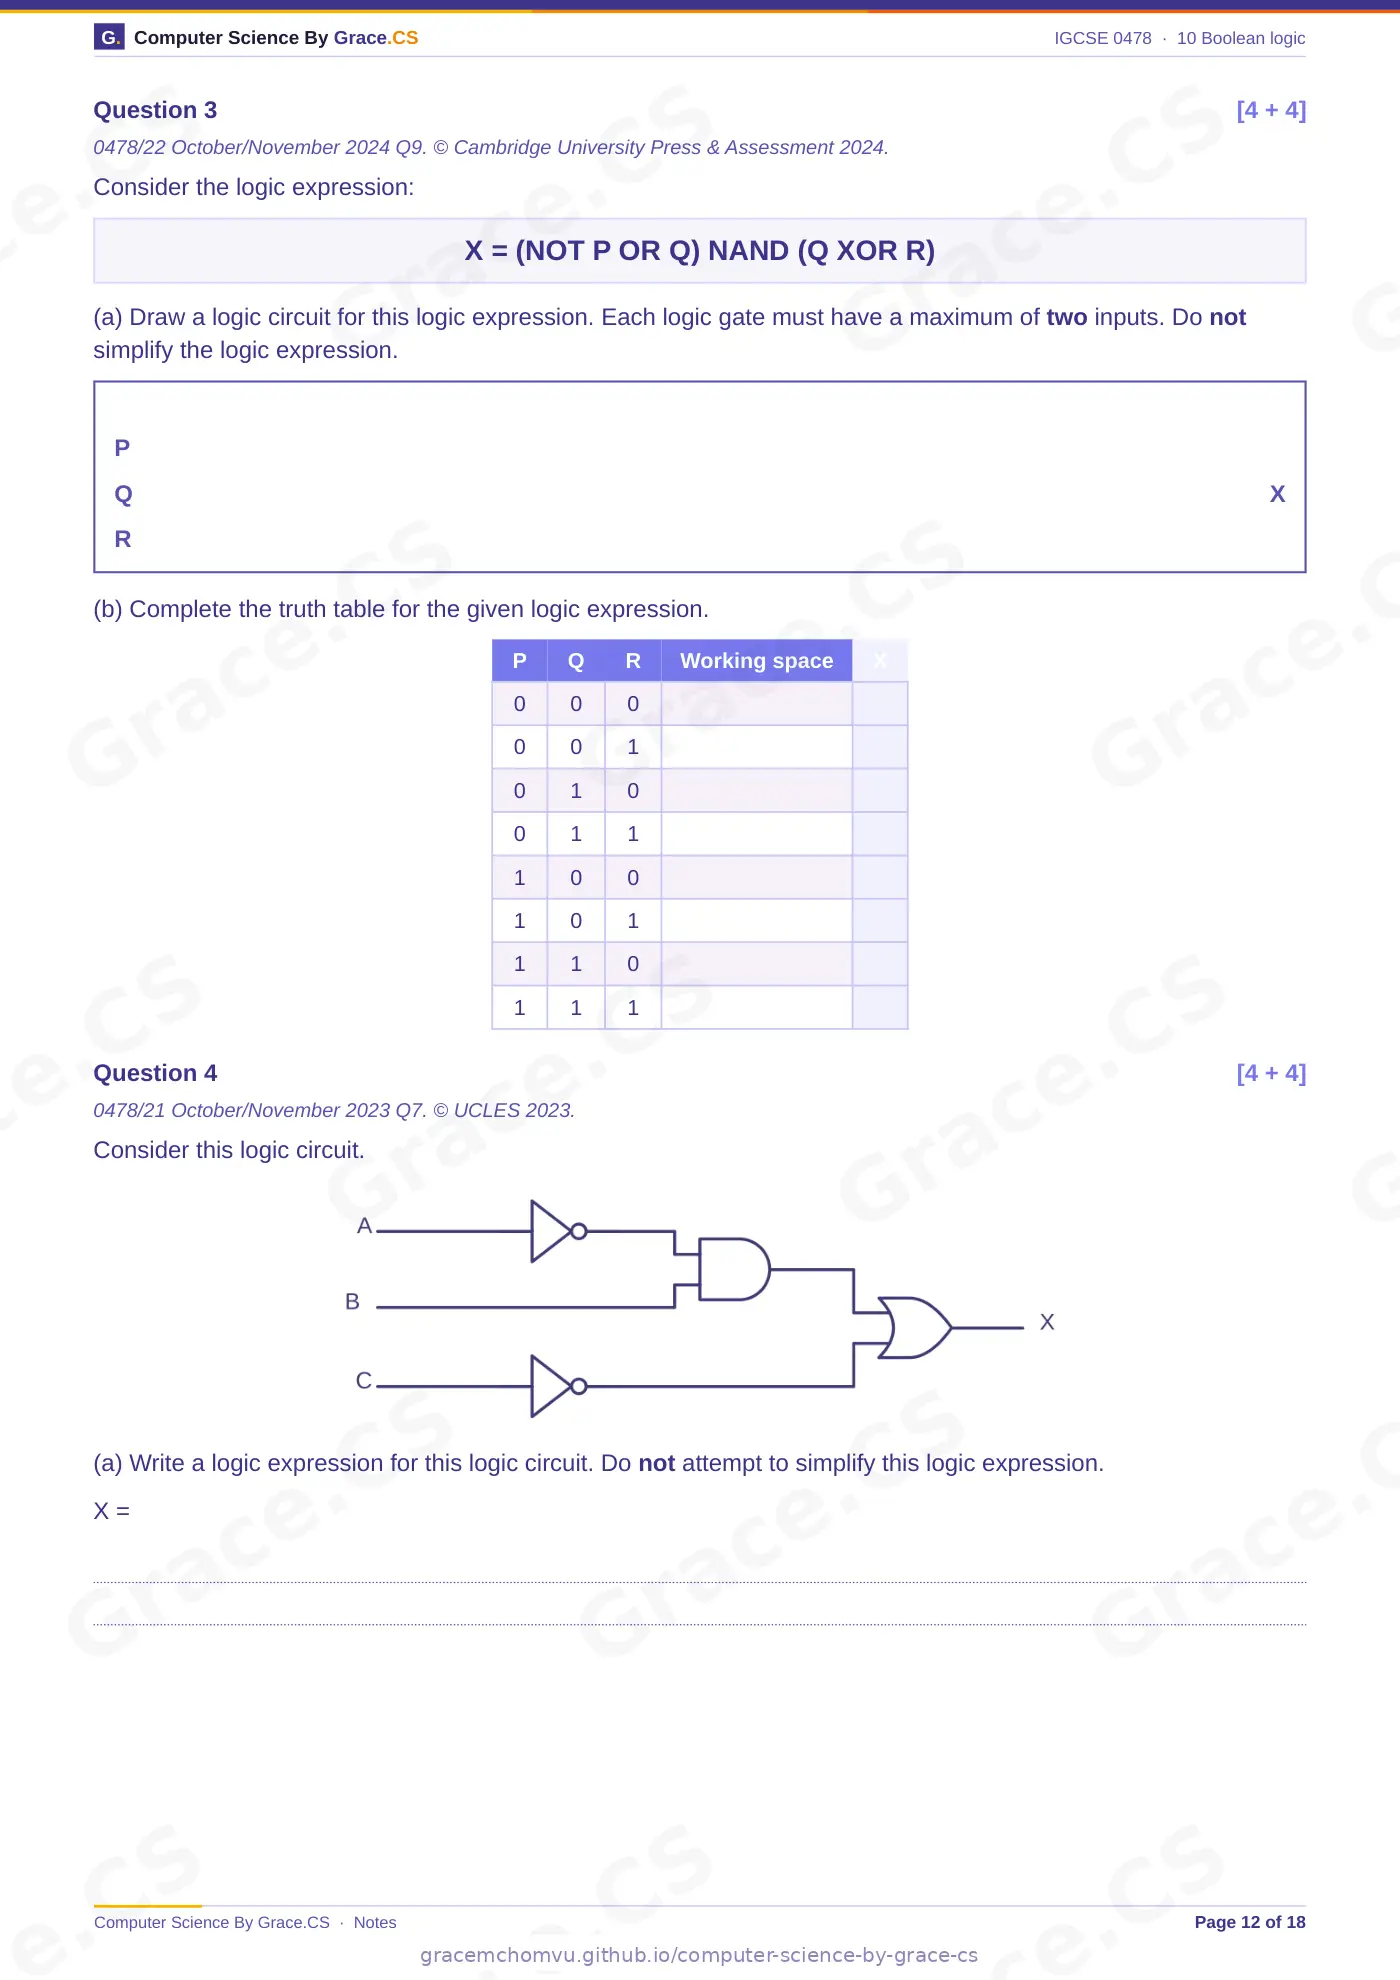 G. Computer Science By Grace.CS
IGCSE 0478 · 10 Boolean logic
Question 3 [4 + 4]
0478/22 October/November 2024 Q9. © Cambridge University Press & Assessment 2024.
Consider the logic expression:
X = (NOT P OR Q) NAND (Q XOR R)
(a) Draw a logic circuit for this logic expression. Each logic gate must have a maximum of two inputs. Do not
simplify the logic expression.
P
Q X
R
(b) Complete the truth table for the given logic expression.
P Q R Working space X
0 0 0
0 0 1
0 1 0
0 1 1
1 0 0
1 0 1
1 1 0
1 1 1
Question 4 [4 + 4]
0478/21 October/November 2023 Q7. © UCLES 2023.
Consider this logic circuit.
A
B
X
C
(a) Write a logic expression for this logic circuit. Do not attempt to simplify this logic expression.
X =
Computer Science By Grace.CS · Notes
Page 12 of 18
gracemchomvu.github.io/computer-science-by-grace-cs